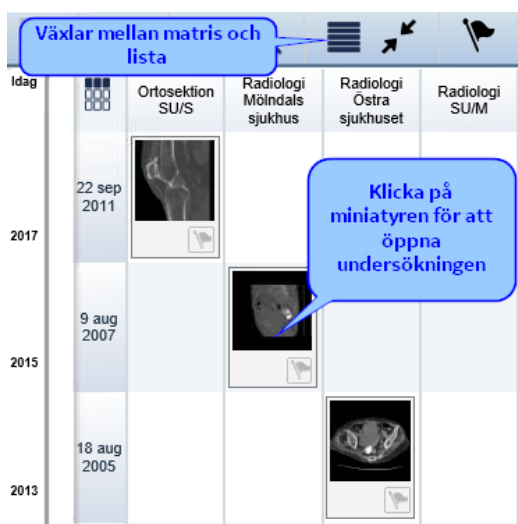 Växlar mellan matris och
lista
Idag
Ortosektion
SU/S
Radiologi
Mölndals
sjukhus
Radiologi
Östra
sjukhuset
Radiologi
SU/M
22 sep
2011
Klicka på
miniatyren för att
öppna
undersökningen
2017
9 aug
2007
2015
18 aug
2005
2013